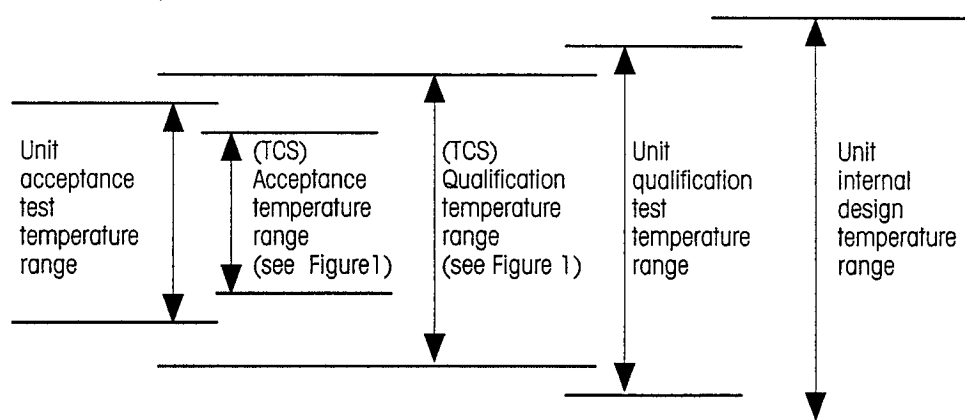 Unit
acceptance
test
temperature
range
(TCS)
Acceptance
temperature
range
(see Figure1)
(TCS)
Qualification
temperature
range
(see Figure 1)
Unit
qualification
test
temperature
range
Unit
internal
design
temperature
range